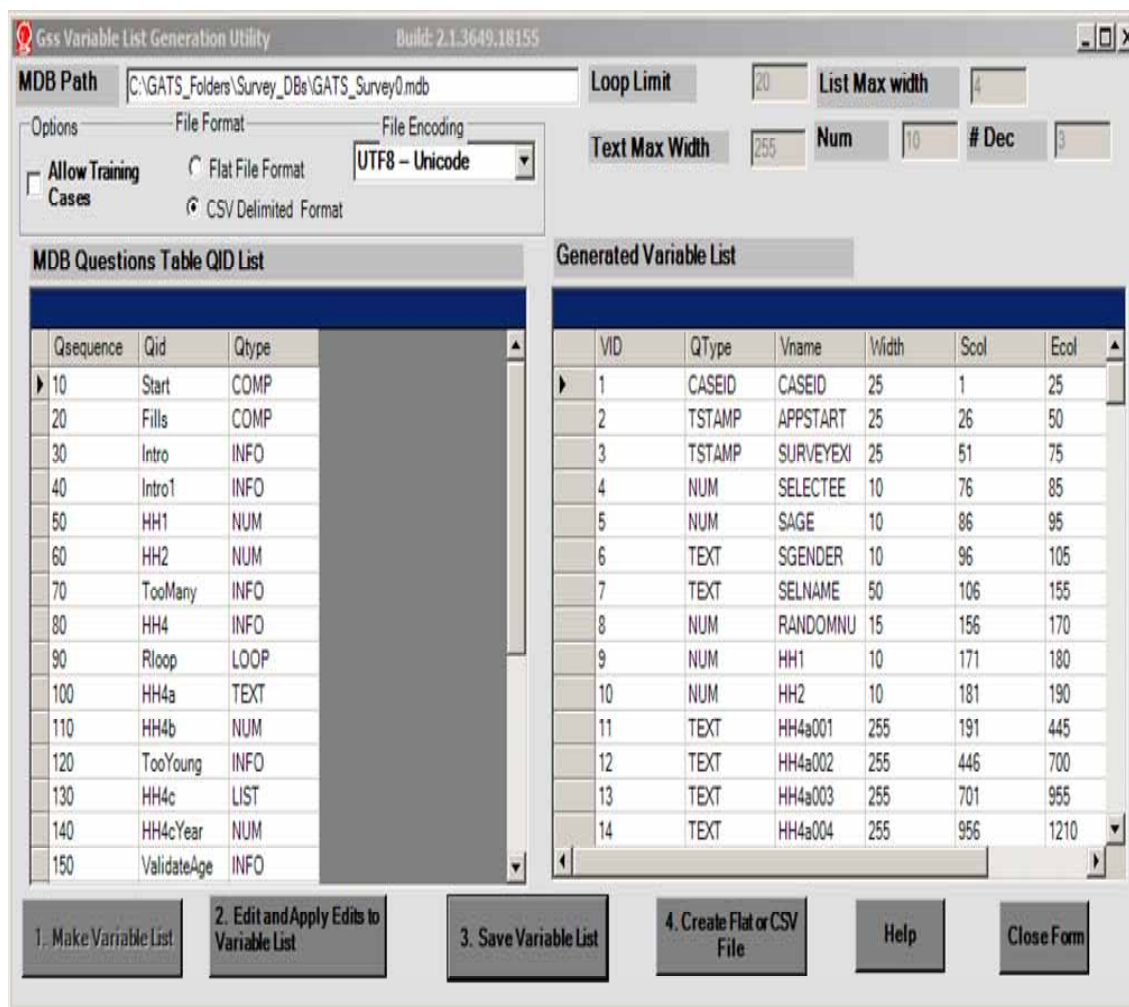 Gss Variable List Generation Utility Build: 2.1.3649.18155
MDB Path C:\GATS_Folders\Survey_DBs\GATS_Survey0.mdb Loop Limit 20 List Max width 4
Options File Format File Encoding
Allow Training Cases Flat File Format UTF8 – Unicode Text Max Width 255 Num 10 # Dec 3
CSV Delimited Format
MDB Questions Table QID List
Qsequence Qid Qtype
10 Start COMP
20 Fills COMP
30 Intro INFO
40 Intro1 INFO
50 HH1 NUM
60 HH2 NUM
70 TooMany INFO
80 HH4 INFO
90 Rloop LOOP
100 HH4a TEXT
110 HH4b NUM
120 TooYoung INFO
130 HH4c LIST
140 HH4cYear NUM
150 ValidateAge INFO
Generated Variable List
VID QType Vname Width Scol Ecol
1 CASEID CASEID 25 1 25
2 TSTAMP APPSTART 25 26 50
3 TSTAMP SURVEYEXI 25 51 75
4 NUM SELECTEE 10 76 85
5 NUM SAGE 10 86 95
6 TEXT SGENDER 10 96 105
7 TEXT SELNAME 50 106 155
8 NUM RANDOMNU 15 156 170
9 NUM HH1 10 171 180
10 NUM HH2 10 181 190
11 TEXT HH4a001 255 191 445
12 TEXT HH4a002 255 446 700
13 TEXT HH4a003 255 701 955
14 TEXT HH4a004 255 956 1210
1. Make Variable List
2. Edit and Apply Edits to
Variable List
3. Save Variable List
4. Create Flat or CSV
File
Help
Close Form